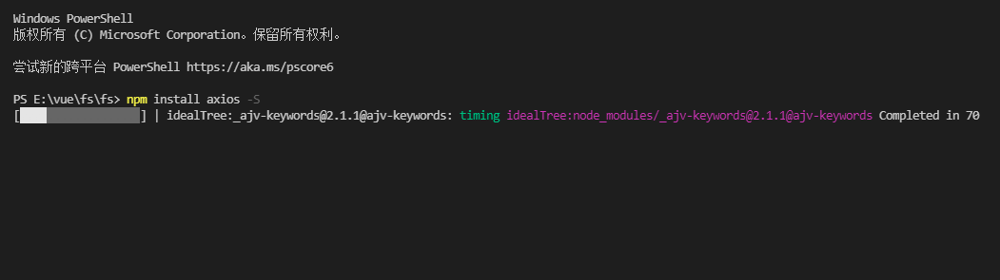 Windows PowerShell
版权所有 (C) Microsoft Corporation。保留所有权利。
尝试新的跨平台 PowerShell https://aka.ms/pscore6
PS E:\vue\fs\fs> npm install axios -S
[                  ] | idealTree:_ajv-keywords@2.1.1@ajv-keywords: timing idealTree:node_modules/_ajv-keywords@2.1.1@ajv-keywords Completed in 70